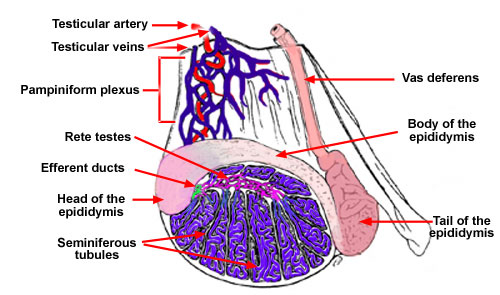 Testicular artery
Testicular veins
Pampiniform plexus
Vas deferens
Body of the
epididymis
Rete testes
Efferent ducts
Head of the
epididymis
Tail of the
epididymis
Seminiferous
tubules